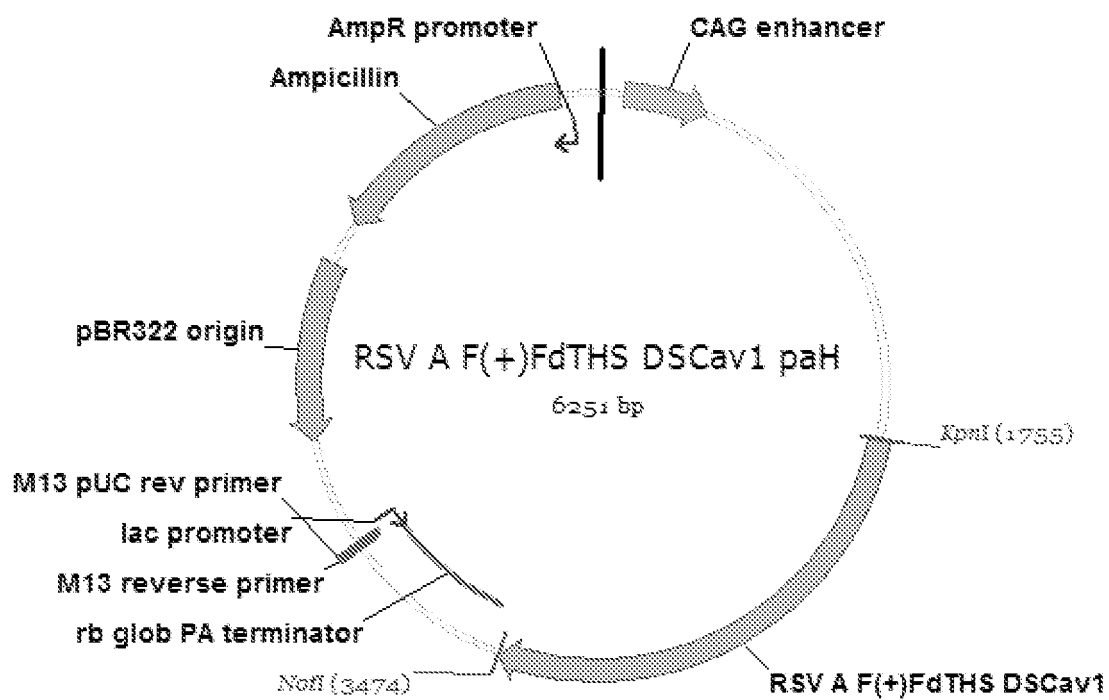 AmpR promoter
CAG enhancer
Ampicillin
pBR322 origin
RSV A F(+)FdTHS DSCav1 paH
6251 bp
KpnI (1755)
M13 pUC rev primer
lac promoter
M13 reverse primer
rb glob PA terminator
NotI (3474)
RSV A F(+)FdTHS DSCav1